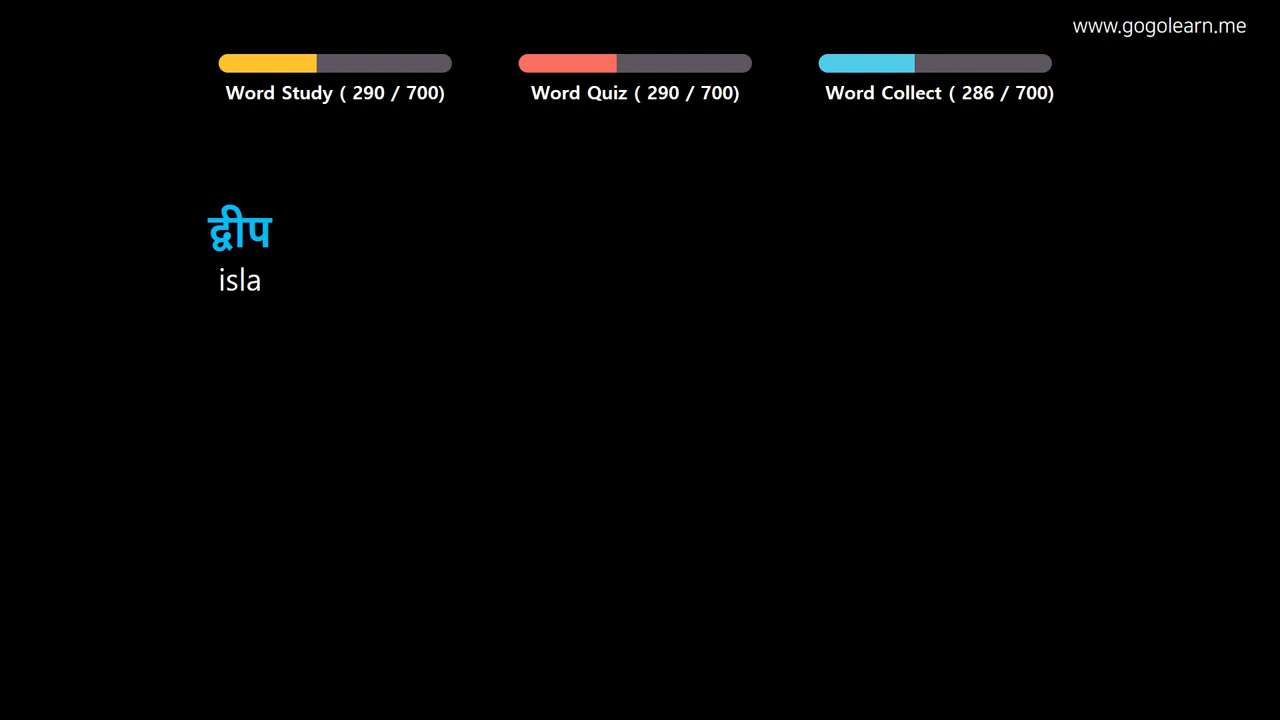 www.gogolearn.me
Word Study ( 290 / 700)
Word Quiz ( 290 / 700)
Word Collect ( 286 / 700)
द्वीप
isla